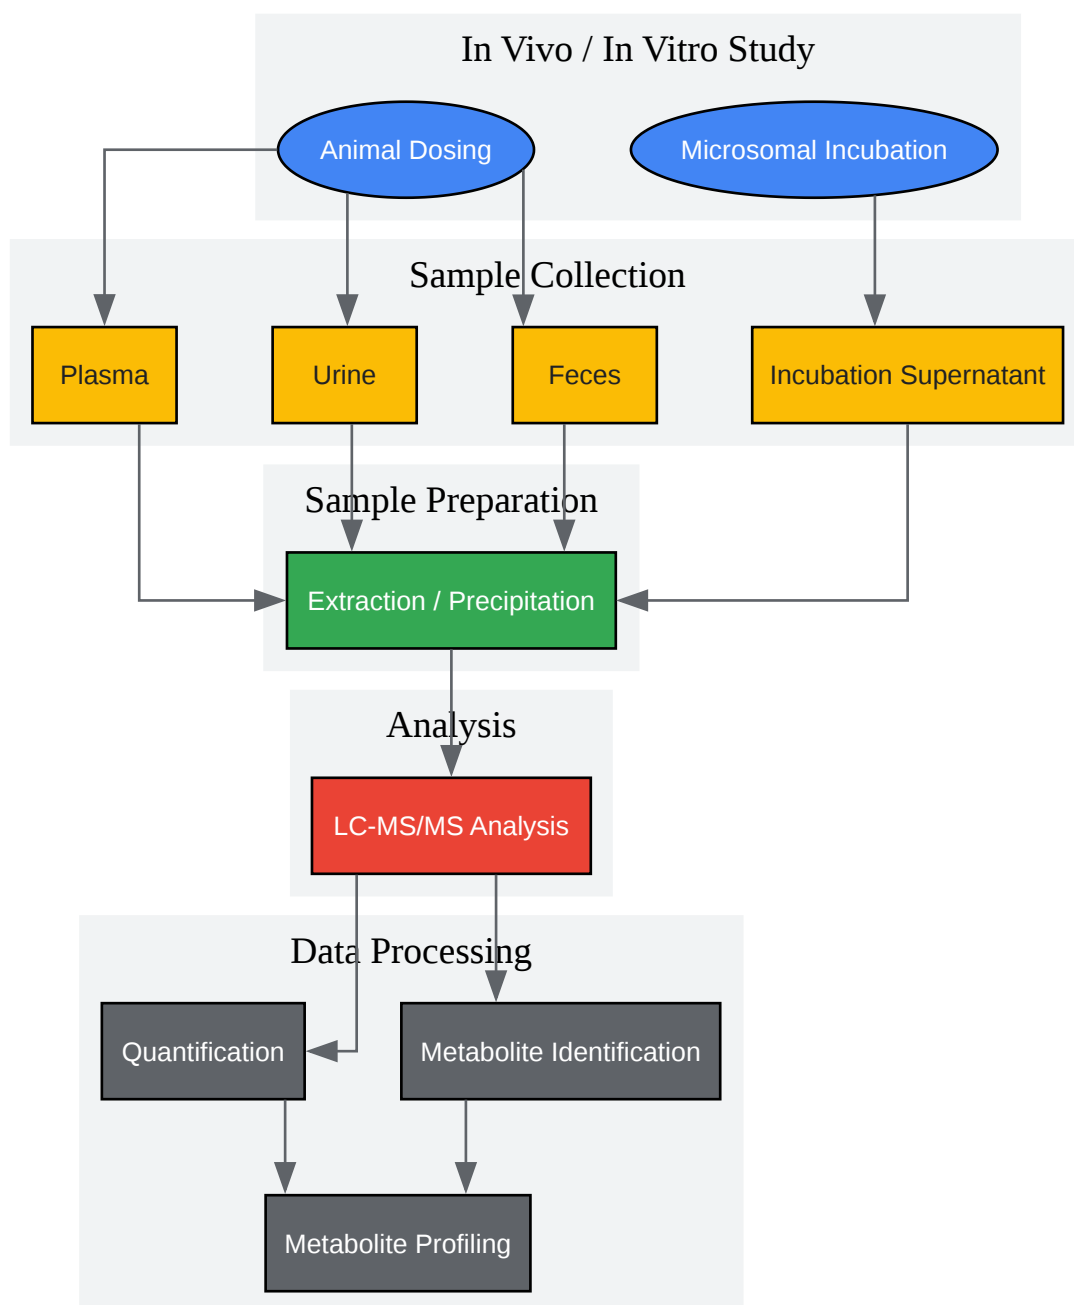 In Vivo / In Vitro Study
Animal Dosing
Microsomal Incubation
Sample Collection
Plasma
Urine
Feces
Incubation Supernatant
Sample Preparation
Extraction / Precipitation
Analysis
LC-MS/MS Analysis
Data Processing
Quantification
Metabolite Identification
Metabolite Profiling